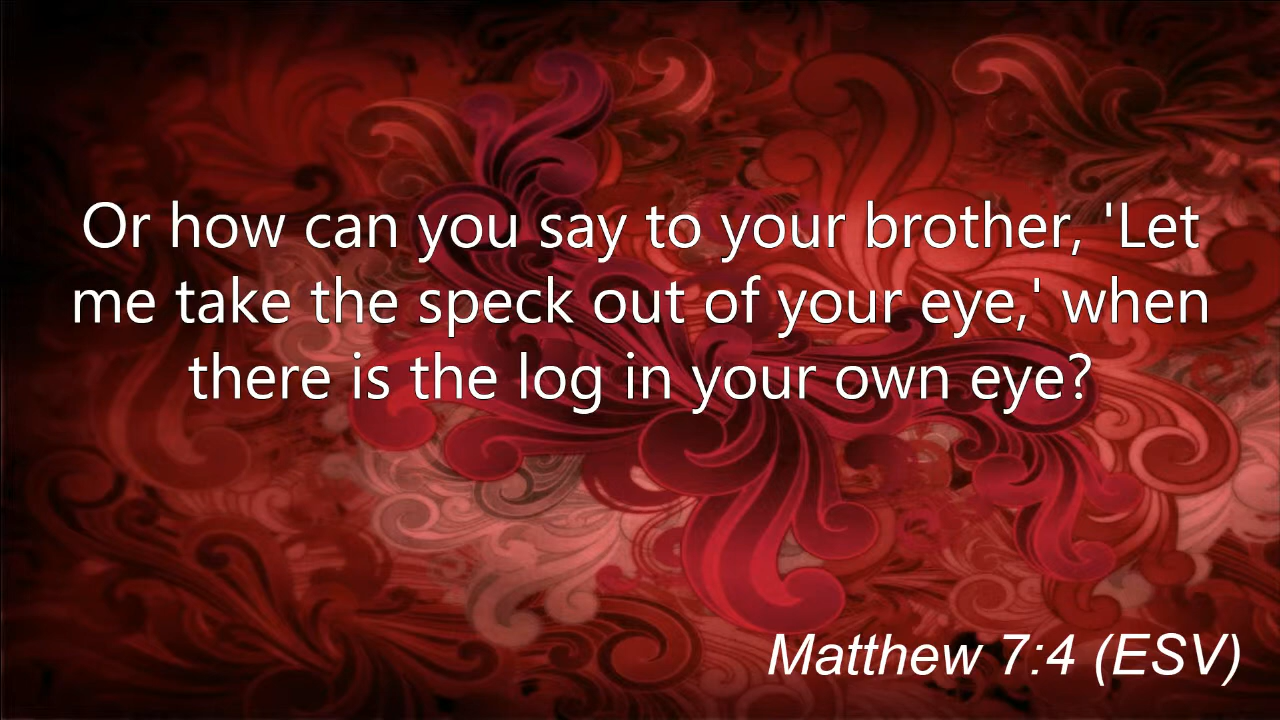 Or how can you say to your brother, 'Let
me take the speck out of your eye,' when
there is the log in your own eye?
Matthew 7:4 (ESV)